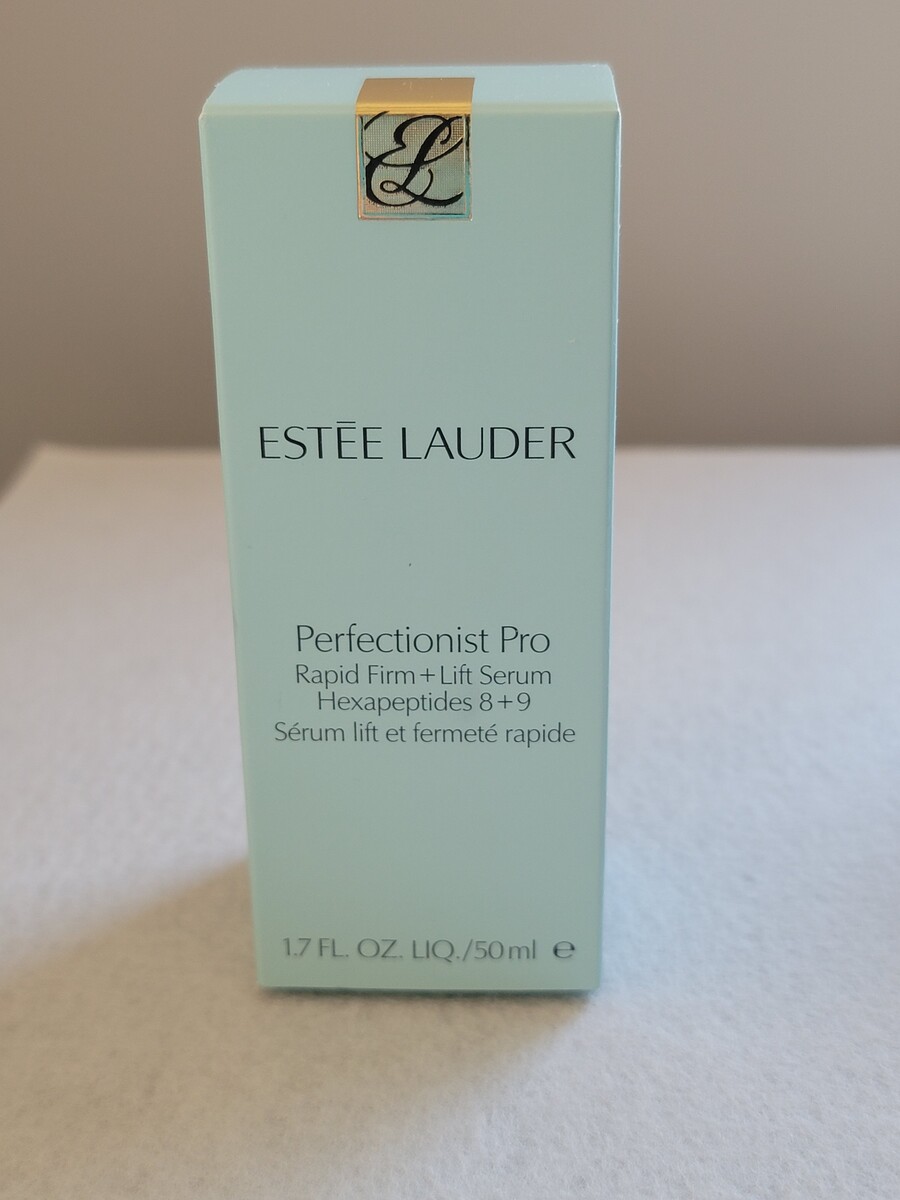 EL
ESTĒE LAUDER
Perfectionist Pro
Rapid Firm + Lift Serum
Hexapeptides 8+9
Sérum lift et fermeté rapide
1.7 FL. OZ. LIQ./50 ml ℮